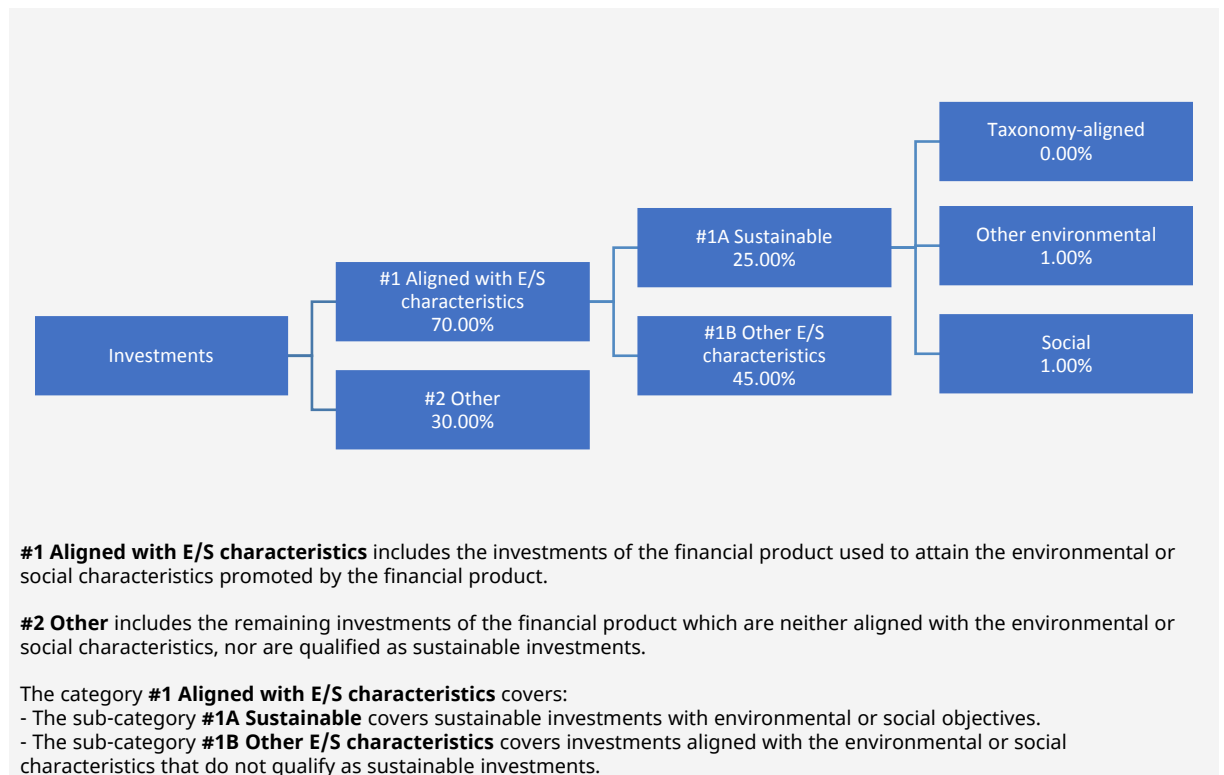 Investments
#1 Aligned with E/S
characteristics
70.00%
#2 Other
30.00%
#1A Sustainable
25.00%
#1B Other E/S
characteristics
45.00%
Taxonomy-aligned
0.00%
Other environmental
1.00%
Social
1.00%
#1 Aligned with E/S characteristics includes the investments of the financial product used to attain the environmental or
social characteristics promoted by the financial product.
#2 Other includes the remaining investments of the financial product which are neither aligned with the environmental or
social characteristics, nor are qualified as sustainable investments.
The category #1 Aligned with E/S characteristics covers:
- The sub-category #1A Sustainable covers sustainable investments with environmental or social objectives.
- The sub-category #1B Other E/S characteristics covers investments aligned with the environmental or social
characteristics that do not qualify as sustainable investments.